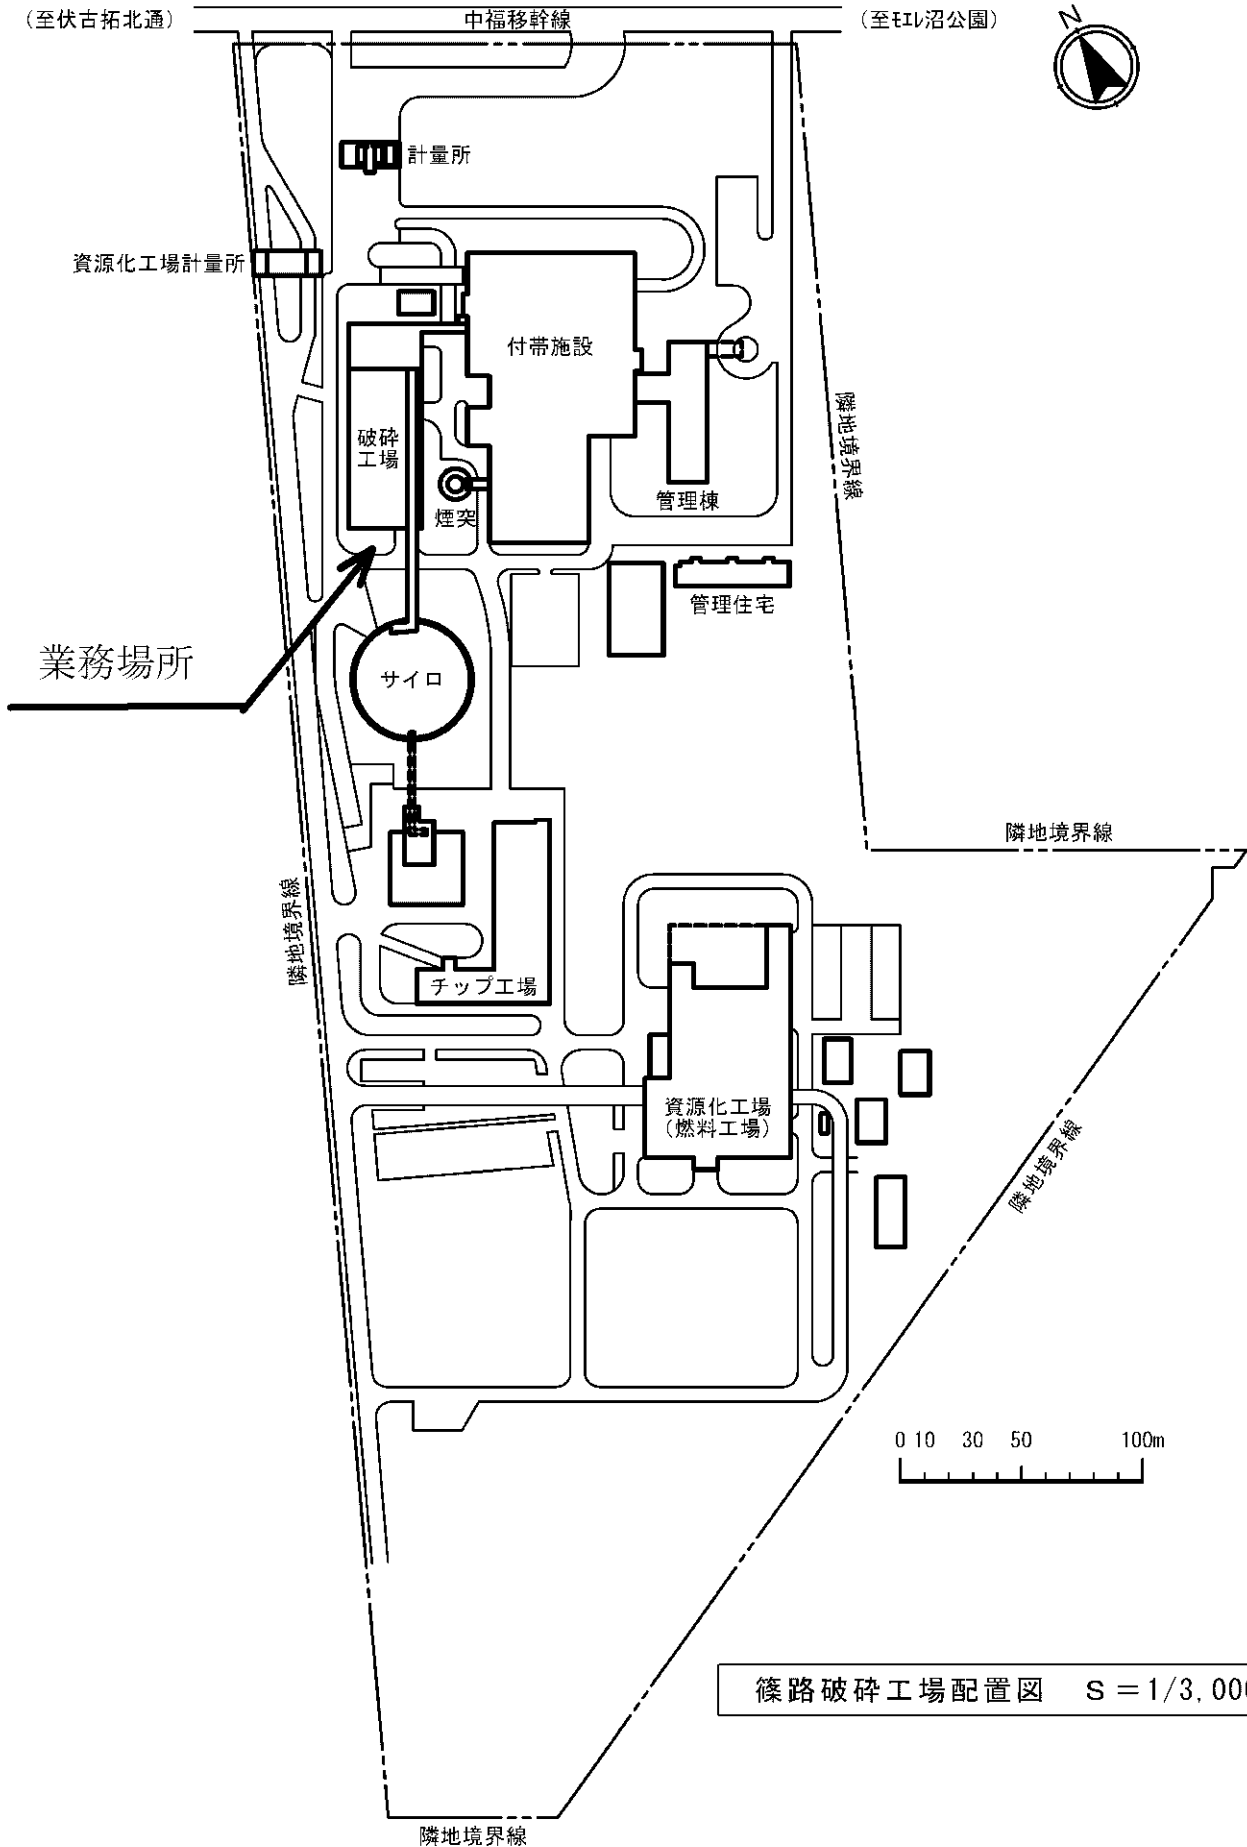 （至伏古拓北通）
中福移幹線
（至モエレ沼公園）
N
計量所
資源化工場計量所
付帯施設
破砕
工場
隣地境界線
煙突
管理棟
管理住宅
業務場所
サイロ
隣地境界線
隣地境界線
チップ工場
資源化工場
（燃料工場）
隣地境界線
0 10 30 50 100m
篠路破砕工場配置図 S＝1/3,000
隣地境界線